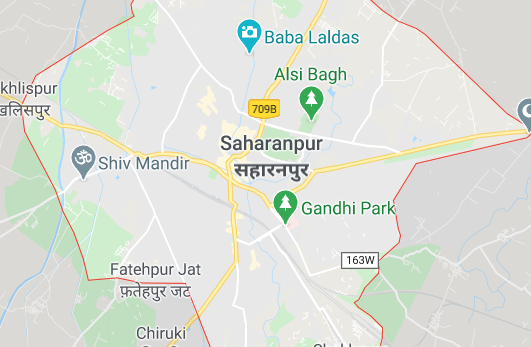 Baba Laldas
khlispur
खलिसपुर
Alsi Bagh
709B
Saharanpur
सहारनपुर
Shiv Mandir
Gandhi Park
163W
Fatehpur Jat
फ़तेहपुर जट
Chiruki